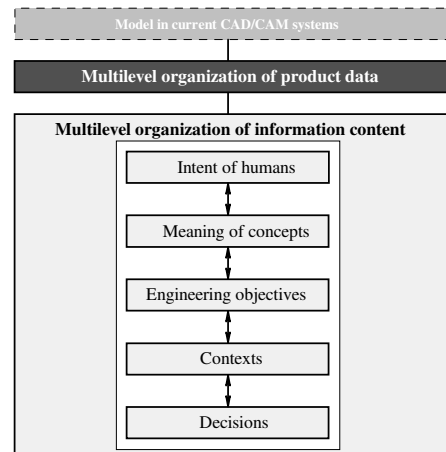 Model in current CAD/CAM systems
Multilevel organization of product data
Multilevel organization of information content
Intent of humans
Meaning of concepts
Engineering objectives
Contexts
Decisions